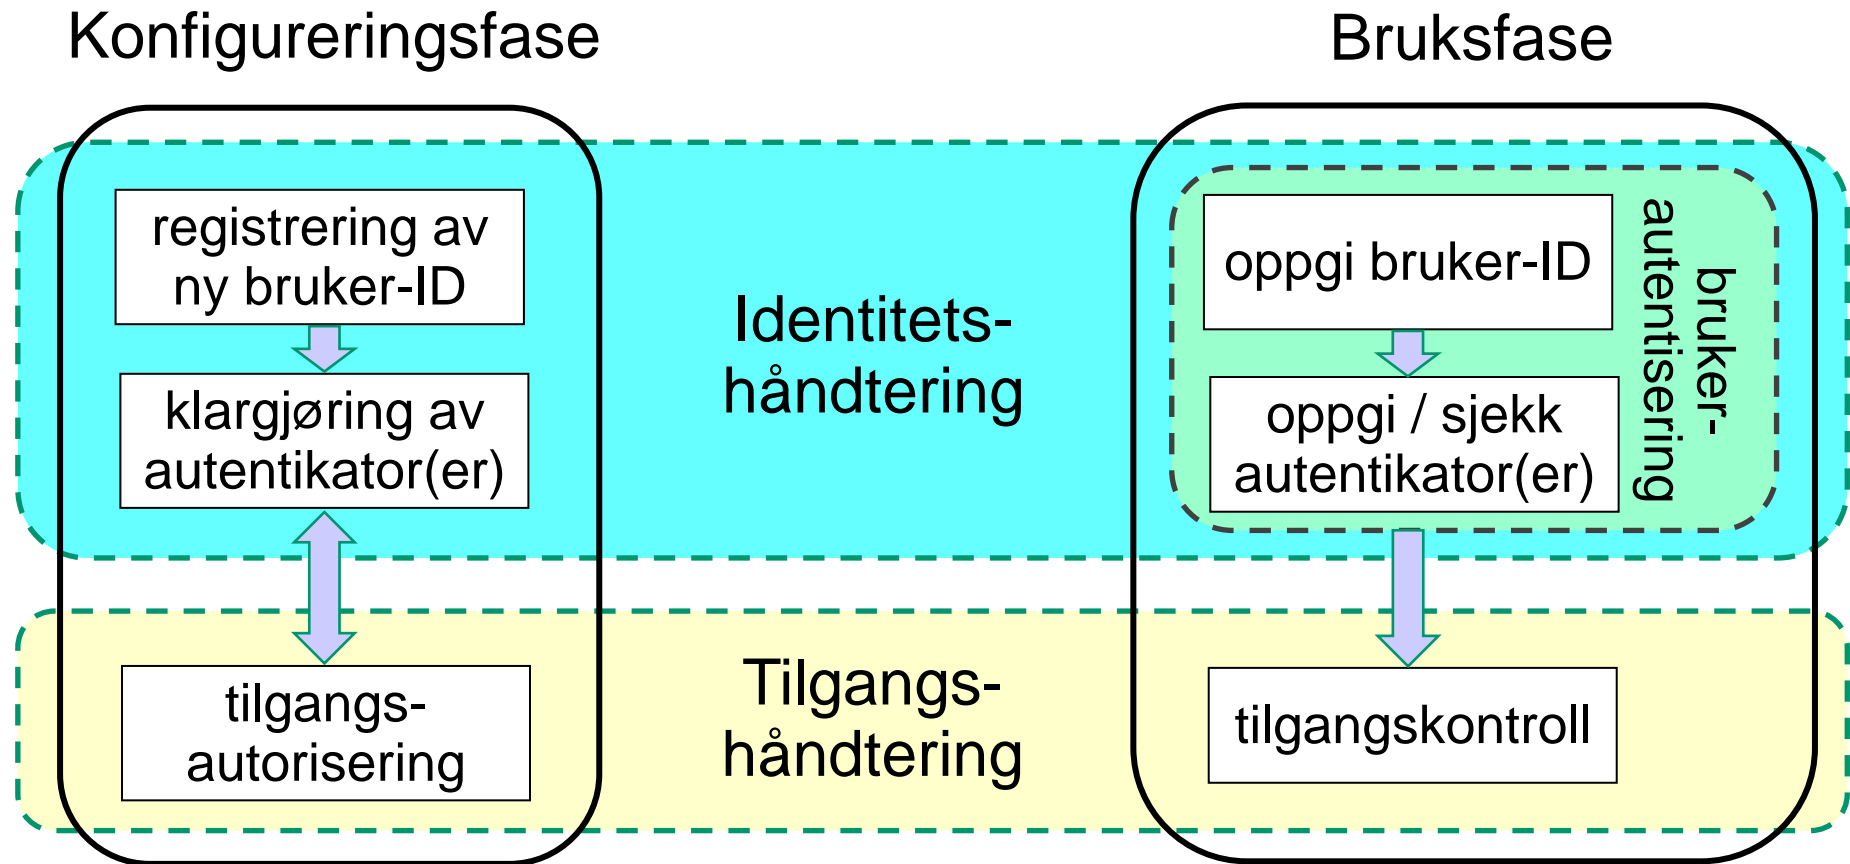 Konfigureringsfase
Bruksfase
registrering av
ny bruker-ID
klargjøring av
autentikator(er)
tilgangs-
autorisering
Identitets-
håndtering
Tilgangs-
håndtering
oppgi bruker-ID
oppgi / sjekk
autentikator(er)
bruker-
autentisering
tilgangskontroll